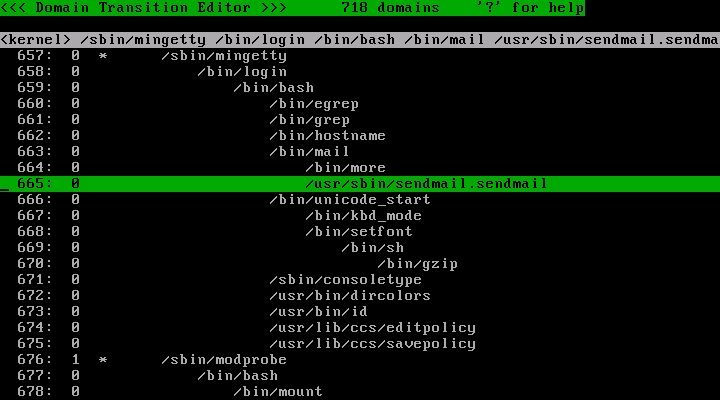 <<< Domain Transition Editor >>>      718 domains    '?' for help
<kernel> /sbin/mingetty /bin/login /bin/bash /bin/mail /usr/sbin/sendmail.sendma
657:  0  *      /sbin/mingetty
658:  0             /bin/login
659:  0                 /bin/bash
660:  0                     /bin/egrep
661:  0                     /bin/grep
662:  0                     /bin/hostname
663:  0                     /bin/mail
664:  0                         /bin/more
665:  0                         /usr/sbin/sendmail.sendmail
666:  0                     /bin/unicode_start
667:  0                         /bin/kbd_mode
668:  0                         /bin/setfont
669:  0                             /bin/sh
670:  0                                 /bin/gzip
671:  0                     /sbin/consoletype
672:  0                     /usr/bin/dircolors
673:  0                     /usr/bin/id
674:  0                     /usr/lib/ccs/editpolicy
675:  0                     /usr/lib/ccs/savepolicy
676:  1  *      /sbin/modprobe
677:  0             /bin/bash
678:  0                 /bin/mount